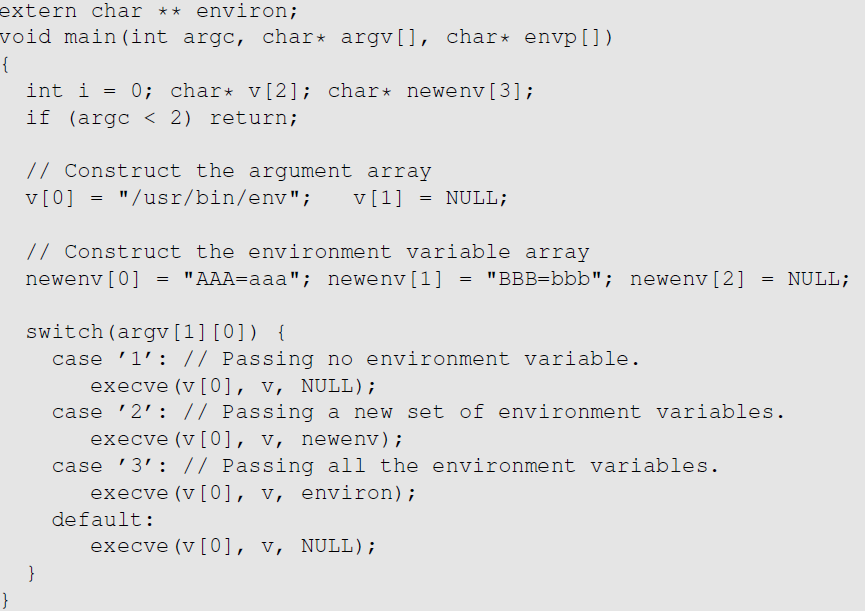 extern char ** environ;
void main(int argc, char* argv[], char* envp[])
{
  int i = 0; char* v[2]; char* newenv[3];
  if (argc < 2) return;

  // Construct the argument array
  v[0] = "/usr/bin/env";   v[1] = NULL;

  // Construct the environment variable array
  newenv[0] = "AAA=aaa"; newenv[1] = "BBB=bbb"; newenv[2] = NULL;

  switch(argv[1][0]) {
    case ’1’: // Passing no environment variable.
       execve(v[0], v, NULL);
    case ’2’: // Passing a new set of environment variables.
       execve(v[0], v, newenv);
    case ’3’: // Passing all the environment variables.
       execve(v[0], v, environ);
    default:
       execve(v[0], v, NULL);
  }
}